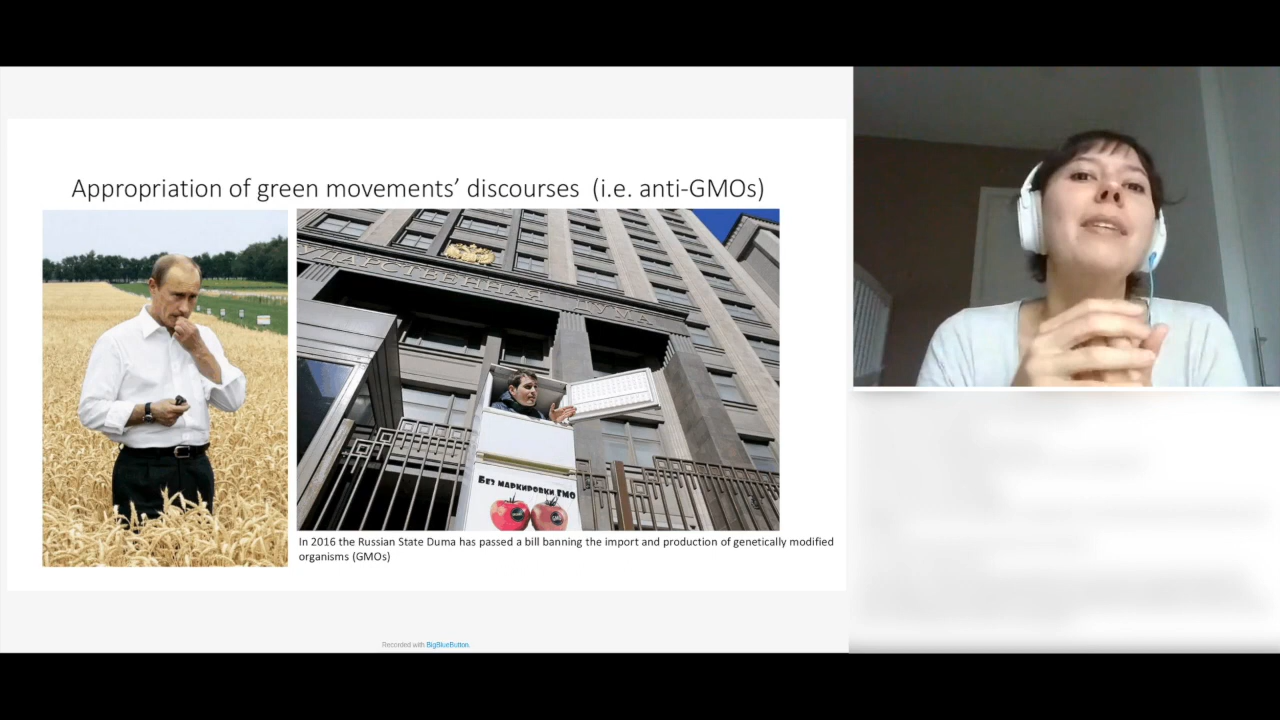 Appropriation of green movements’ discourses (i.e. anti-GMOs)
УДАРСТВЕННАЯ ДУМА
Без маркировки ГМО
In 2016 the Russian State Duma has passed a bill banning the import and production of genetically modified
organisms (GMOs)
Recorded with BigBlueButton.